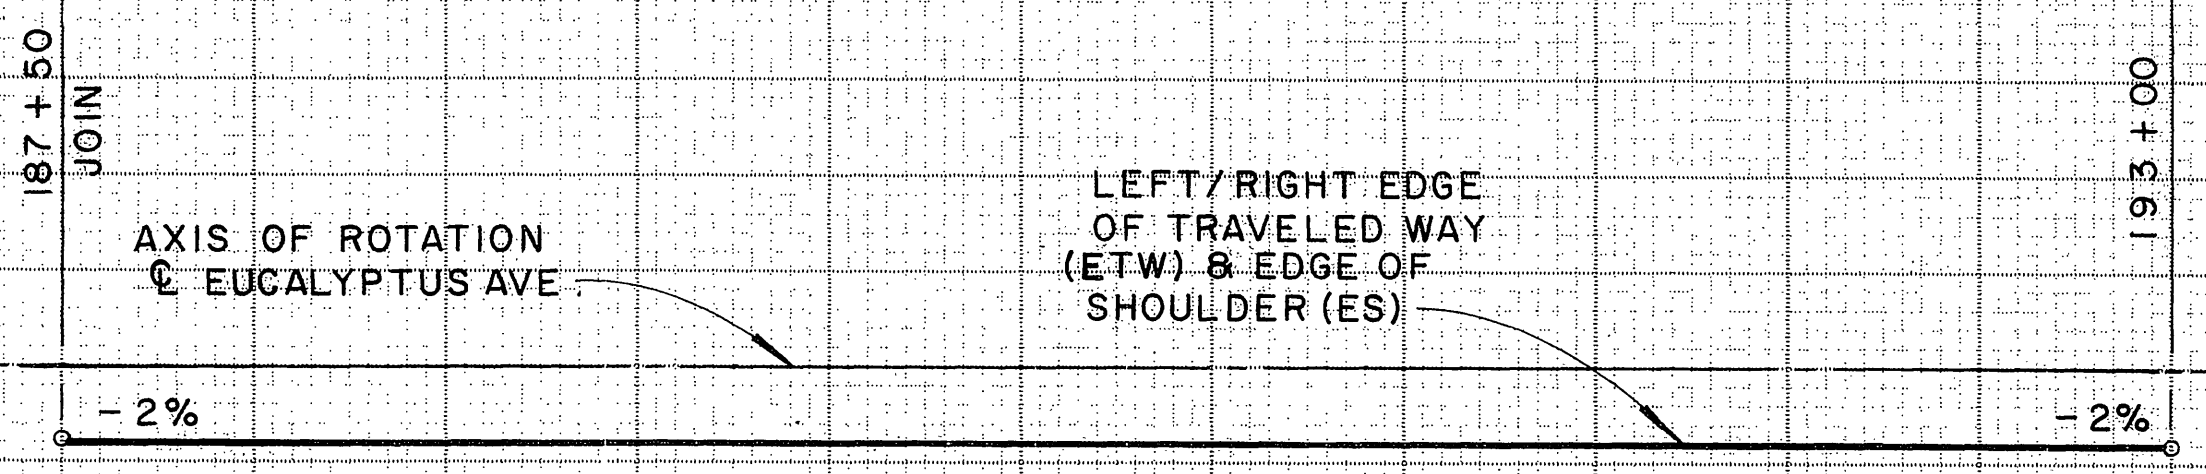 187 + 50
JOIN
AXIS OF ROTATION
℄ EUCALYPTUS AVE.
LEFT/RIGHT EDGE
OF TRAVELED WAY
(ETW) & EDGE OF
SHOULDER (ES)
193 + 00
- 2%
- 2%